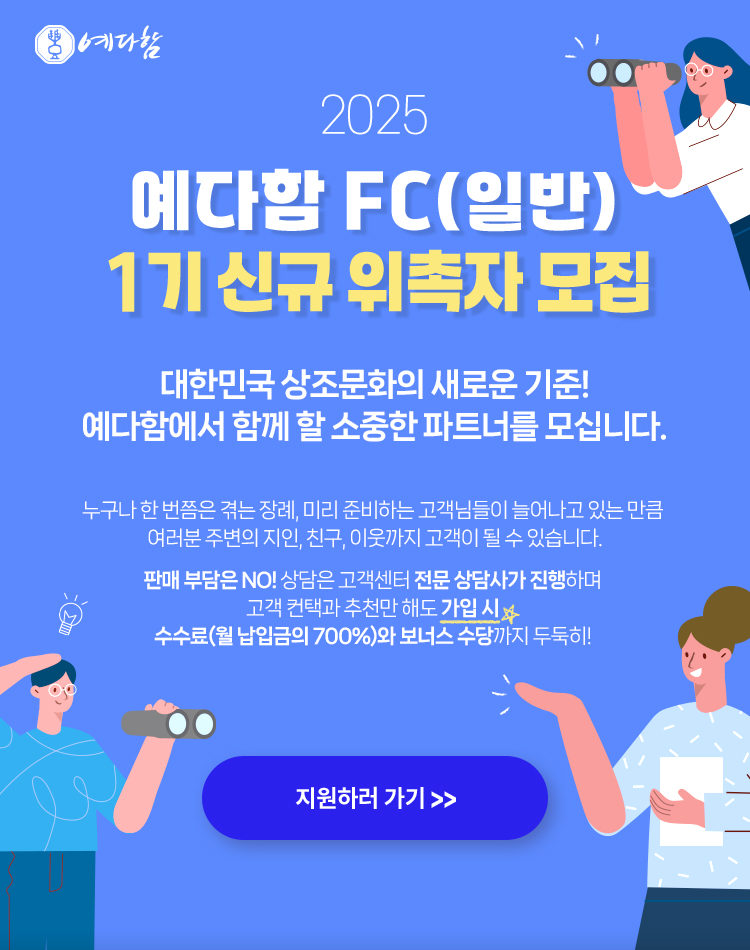 예다함
2025
예다함 FC(일반)
1기 신규 위촉자 모집
대한민국 상조문화의 새로운 기준!
예다함에서 함께 할 소중한 파트너를 모십니다.
누구나 한 번쯤은 겪는 장례, 미리 준비하는 고객님들이 늘어나고 있는 만큼
여러분 주변의 지인, 친구, 이웃까지 고객이 될 수 있습니다.
판매 부담은 NO! 상담은 고객센터 전문 상담사가 진행하며
고객 컨택과 추천만 해도 가입 시
수수료(월 납입금의 700%)와 보너스 수당까지 두둑히!
지원하러 가기 >>